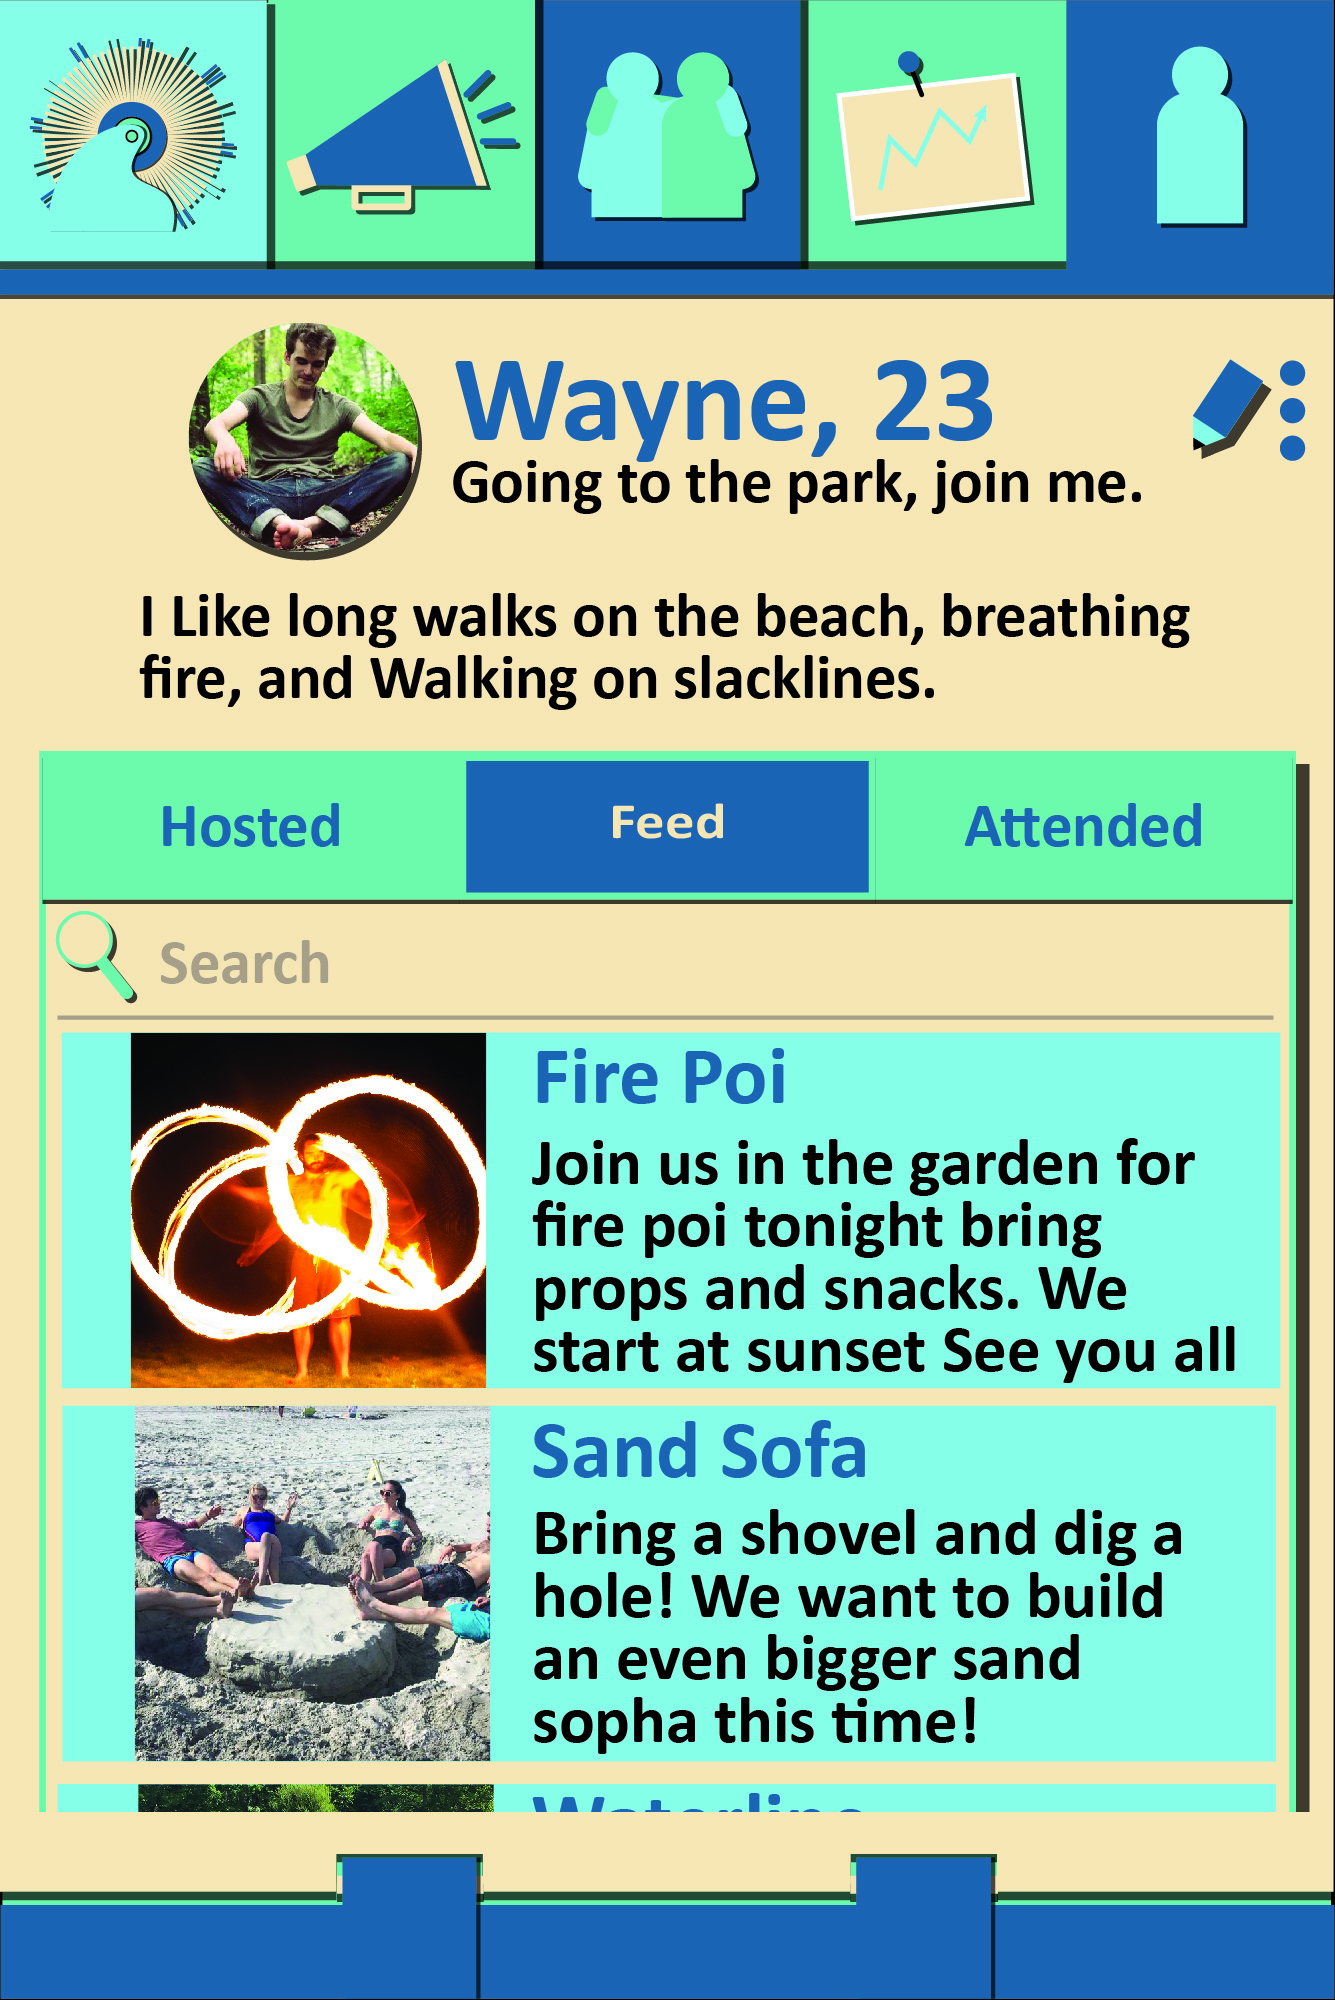 Wayne, 23
Going to the park, join me.
I Like long walks on the beach, breathing
fire, and Walking on slacklines.
Hosted
Feed
Attended
Search
Fire Poi
Join us in the garden for
fire poi tonight bring
props and snacks. We
start at sunset See you all
Sand Sofa
Bring a shovel and dig a
hole! We want to build
an even bigger sand
sopha this time!
Waterline